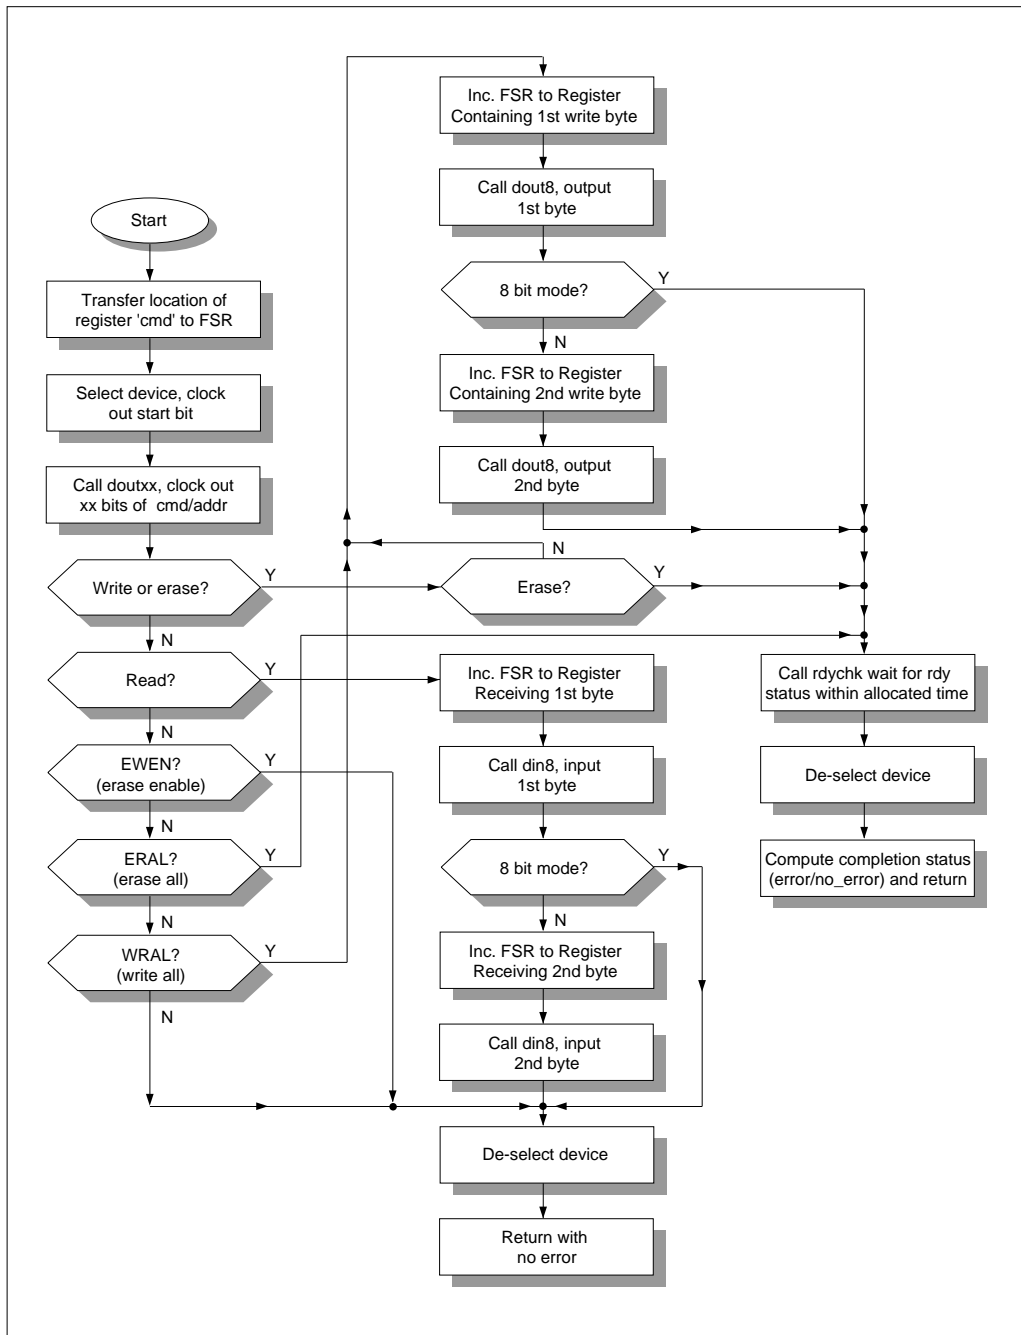 Start
Transfer location of
register 'cmd' to FSR
Select device, clock
out start bit
Call doutxx, clock out
xx bits of cmd/addr
Write or erase?
Y
N
Read?
Y
N
EWEN?
(erase enable)
Y
N
ERAL?
(erase all)
Y
N
WRAL?
(write all)
Y
N
Inc. FSR to Register
Containing 1st write byte
Call dout8, output
1st byte
8 bit mode?
Y
N
Inc. FSR to Register
Containing 2nd write byte
Call dout8, output
2nd byte
N
Erase?
Y
Inc. FSR to Register
Receiving 1st byte
Call din8, input
1st byte
8 bit mode?
Y
N
Inc. FSR to Register
Receiving 2nd byte
Call din8, input
2nd byte
De-select device
Return with
no error
Call rdychk wait for rdy
status within allocated time
De-select device
Compute completion status
(error/no_error) and return